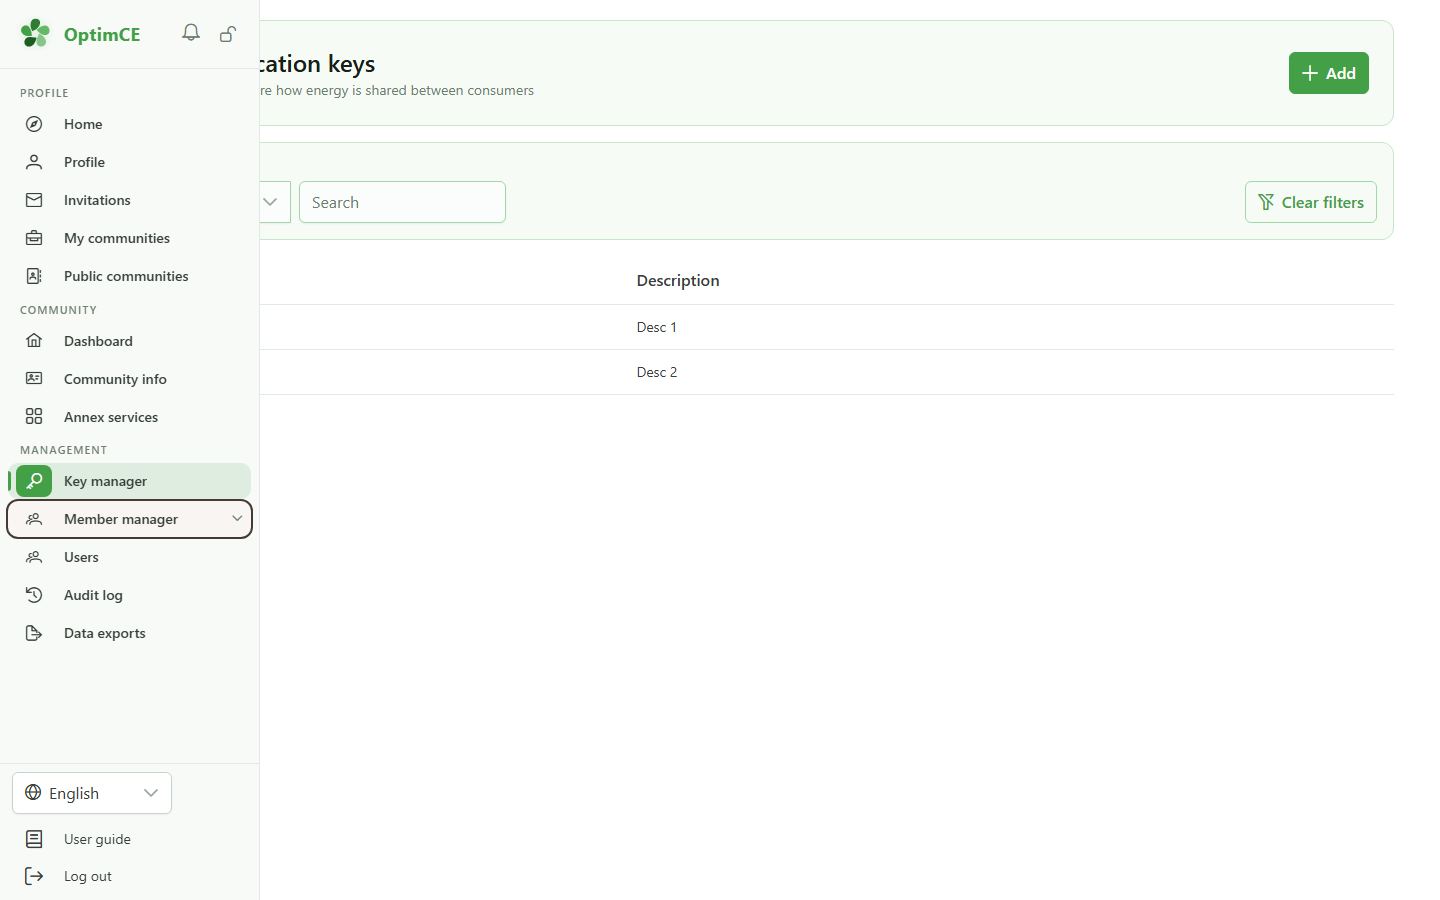 OptimCE
PROFILE
Home
Profile
Invitations
My communities
Public communities
COMMUNITY
Dashboard
Community info
Annex services
MANAGEMENT
Key manager
Member manager
Users
Audit log
Data exports
English
User guide
Log out
cation keys
re how energy is shared between consumers
Add
Search
Clear filters
Description
Desc 1
Desc 2